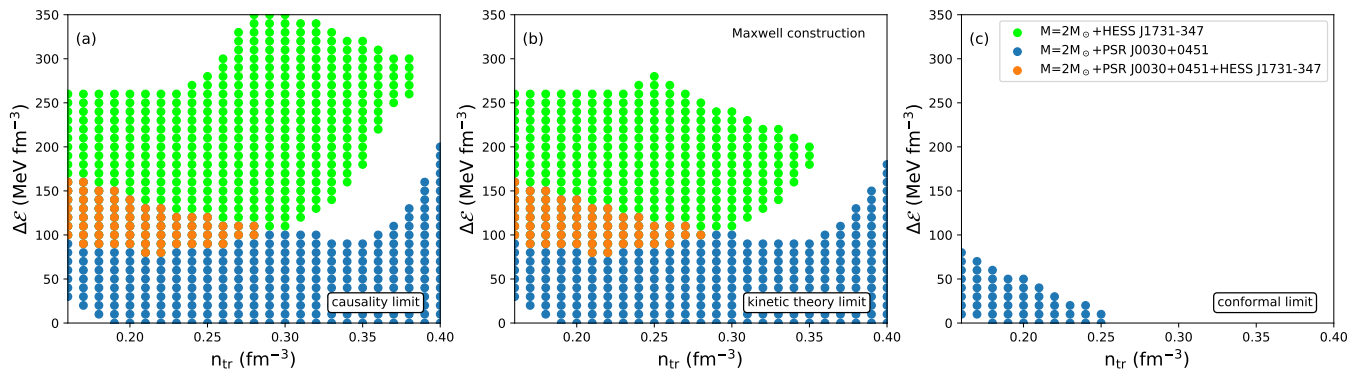 (a)
350
300
250
200
150
100
50
0
Δℰ (MeV fm⁻³)
0.20 0.25 0.30 0.35 0.40
n_tr (fm⁻³)
causality limit
(b)
Maxwell construction
350
300
250
200
150
100
50
0
Δℰ (MeV fm⁻³)
0.20 0.25 0.30 0.35 0.40
n_tr (fm⁻³)
kinetic theory limit
(c)
M=2M_⊙+HESS J1731-347
M=2M_⊙+PSR J0030+0451
M=2M_⊙+PSR J0030+0451+HESS J1731-347
350
300
250
200
150
100
50
0
Δℰ (MeV fm⁻³)
0.20 0.25 0.30 0.35 0.40
n_tr (fm⁻³)
conformal limit